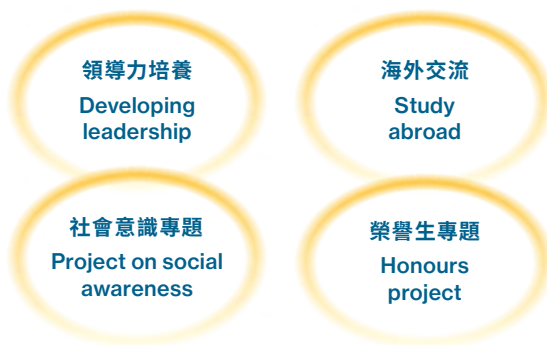 領導力培養
Developing
leadership
海外交流
Study
abroad
社會意識專題
Project on social
awareness
榮譽生專題
Honours
project